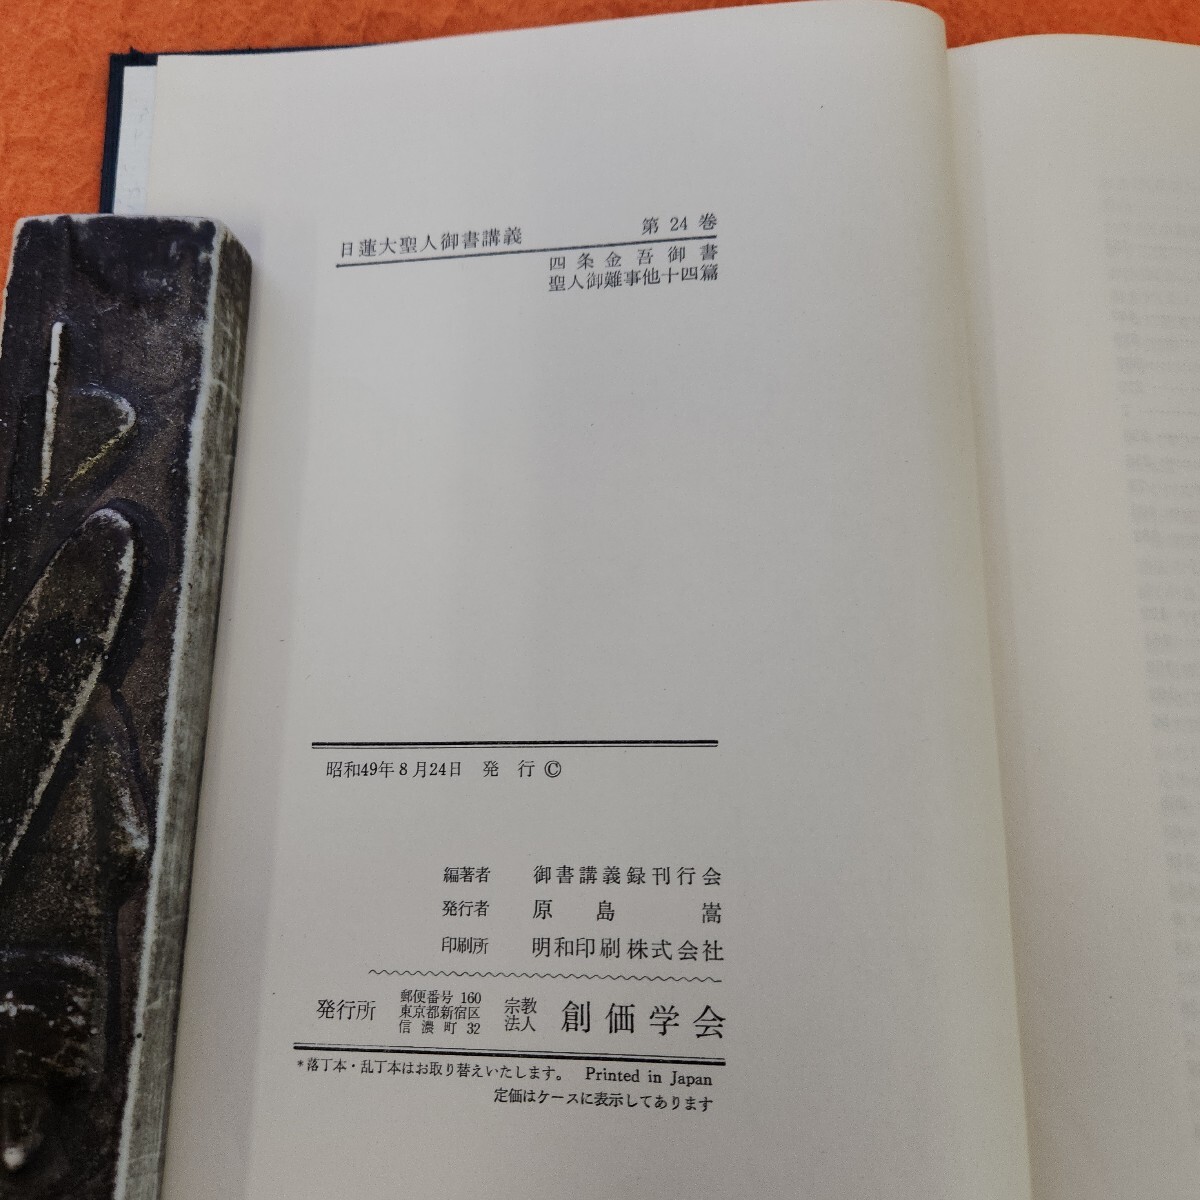 日蓮大聖人御書講義 第24巻
四条金吾御書
聖人御難事他十四篇
昭和49年8月24日 発行 ©
編著者 御書講義録刊行会
発行者 原島嵩
印刷所 明和印刷株式会社
発行所 郵便番号 160
東京都新宿区
信濃町 32
宗教
法人
創価学会
*落丁本・乱丁本はお取り替えいたします。 Printed in Japan
定価はケースに表示してあります